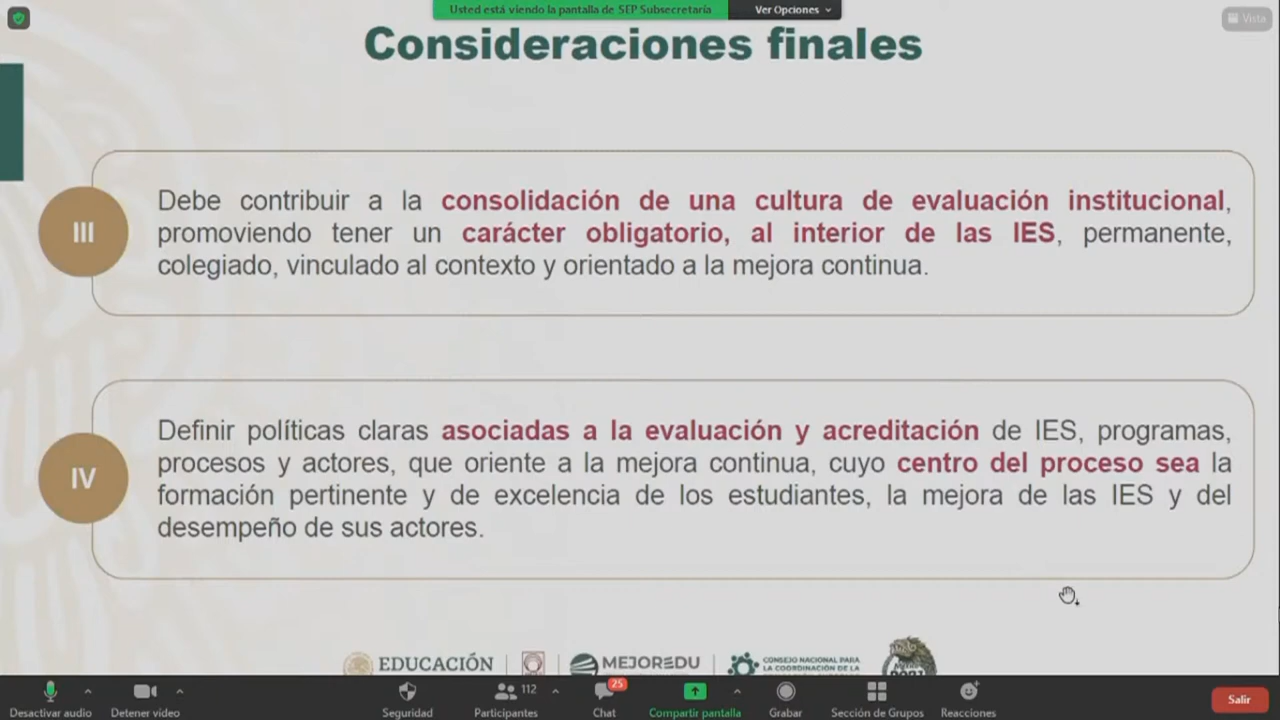 Usted está viendo la pantalla de SEP Subsecretaría
Ver Opciones
Vista
Consideraciones finales
III
Debe contribuir a la consolidación de una cultura de evaluación institucional,
promoviendo tener un carácter obligatorio, al interior de las IES, permanente,
colegiado, vinculado al contexto y orientado a la mejora continua.
IV
Definir políticas claras asociadas a la evaluación y acreditación de IES, programas,
procesos y actores, que oriente a la mejora continua, cuyo centro del proceso sea la
formación pertinente y de excelencia de los estudiantes, la mejora de las IES y del
desempeño de sus actores.
EDUCACIÓN
MEJOREDU
CONSEJO NACIONAL PARA
LA COORDINACIÓN DE LA
112
25
Desactivar audio
Detener video
Seguridad
Participantes
Chat
Compartir pantalla
Grabar
Sección de Grupos
Reacciones
Salir